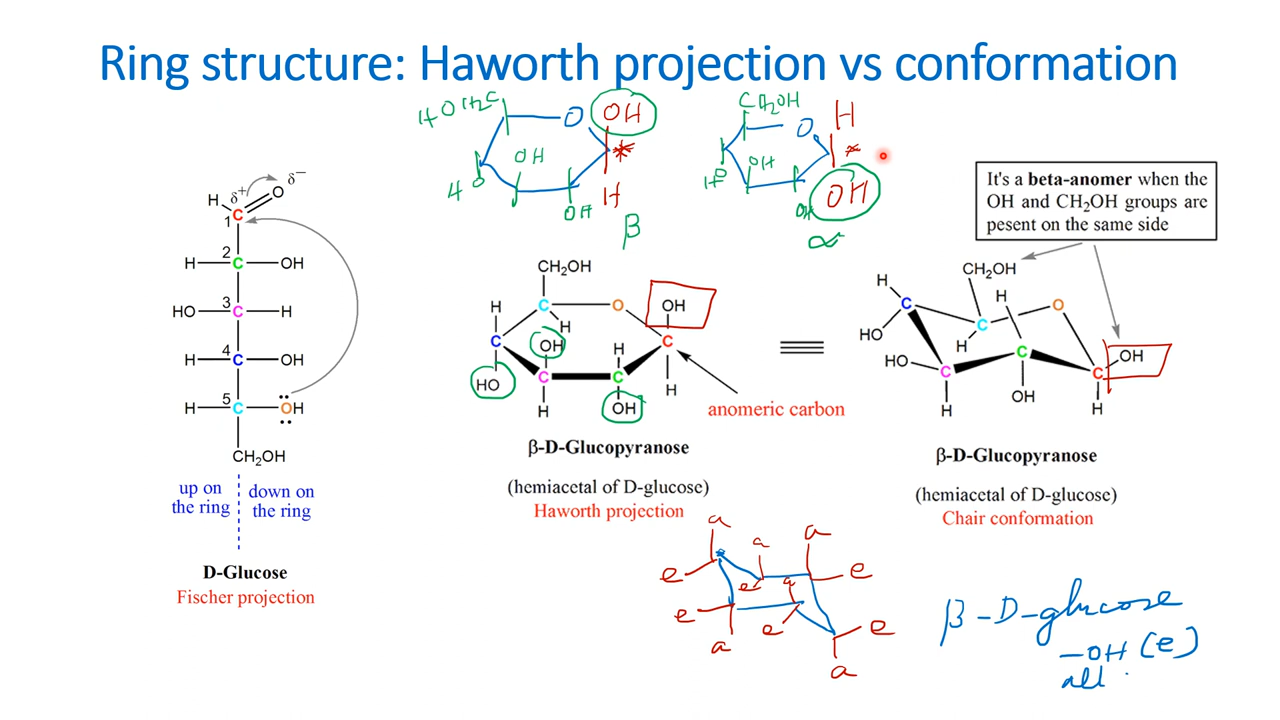 Ring structure: Haworth projection vs conformation
HOH2C
O
OH
*
OH
HO
OH
H
β
CH2OH
O
H
*
OH
HO
OH
OH
α
It's a beta-anomer when the
OH and CH2OH groups are
pesent on the same side
H
δ+
O
δ−
1
C
H
2
C
OH
HO
3
C
H
H
4
C
OH
H
5
C
OH
CH2OH
up on
the ring
down on
the ring
D-Glucose
Fischer projection
CH2OH
H
C
O
OH
H
C
OH
H
C
HO
C
C
OH
H
H
anomeric carbon
β-D-Glucopyranose
(hemiacetal of D-glucose)
Haworth projection
CH2OH
H
C
H
O
HO
C
H
C
OH
HO
C
C
H
OH
H
β-D-Glucopyranose
(hemiacetal of D-glucose)
Chair conformation
a
a
a
e
e
a
e
e
e
e
a
a
β-D-glucose
-OH (e)
all